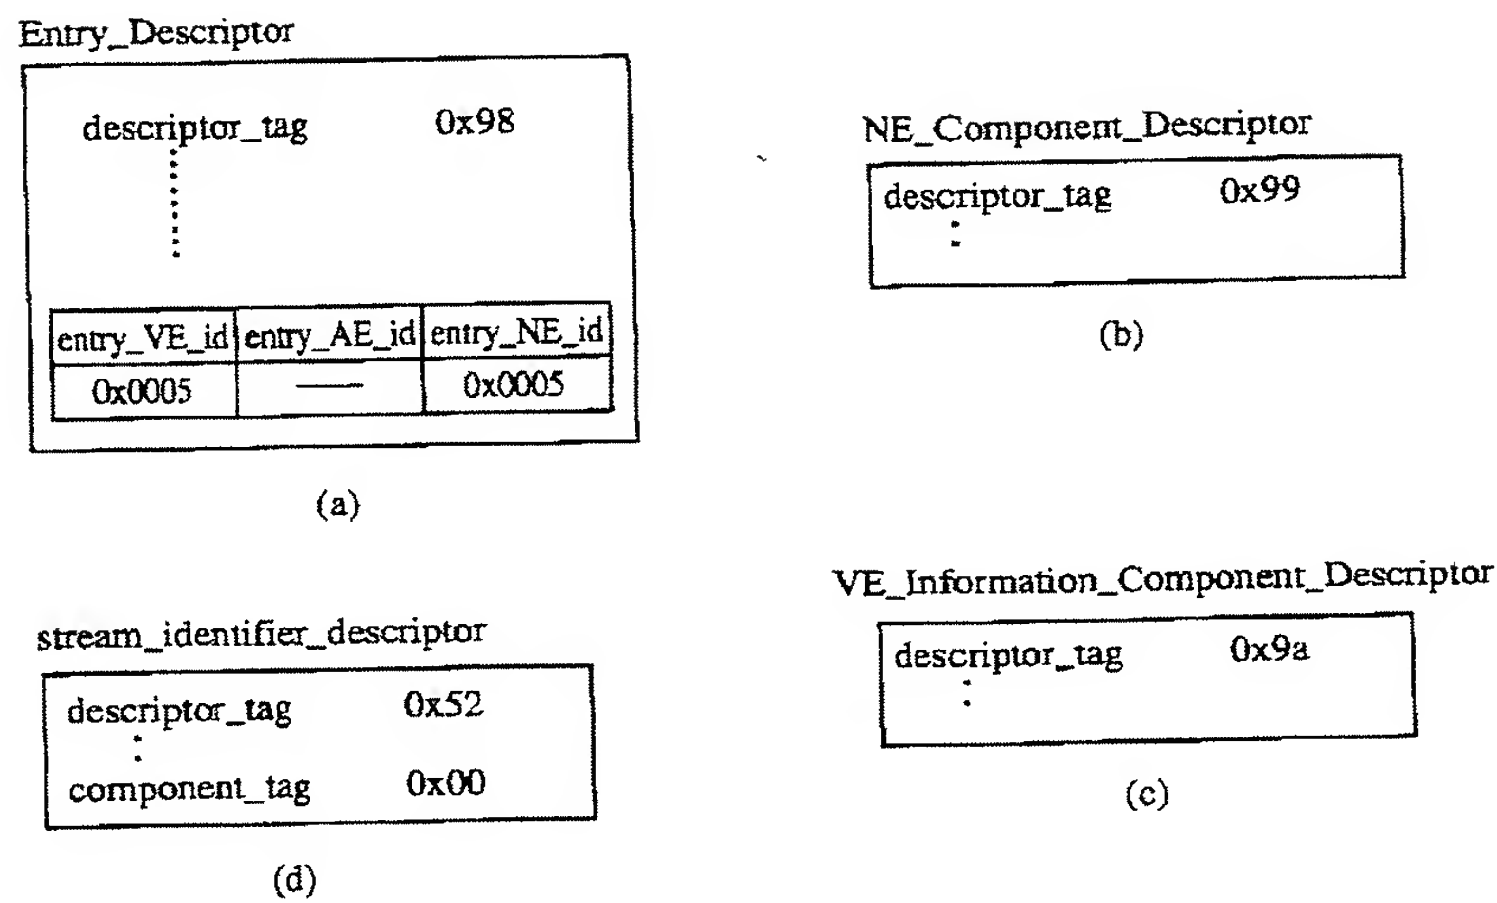 Entry_Descriptor
descriptor_tag 0x98
entry_VE_id entry_AE_id entry_NE_id
0x0005 —— 0x0005
(a)
NE_Component_Descriptor
descriptor_tag 0x99
(b)
stream_identifier_descriptor
descriptor_tag 0x52
component_tag 0x00
(d)
VE_Information_Component_Descriptor
descriptor_tag 0x9a
(c)